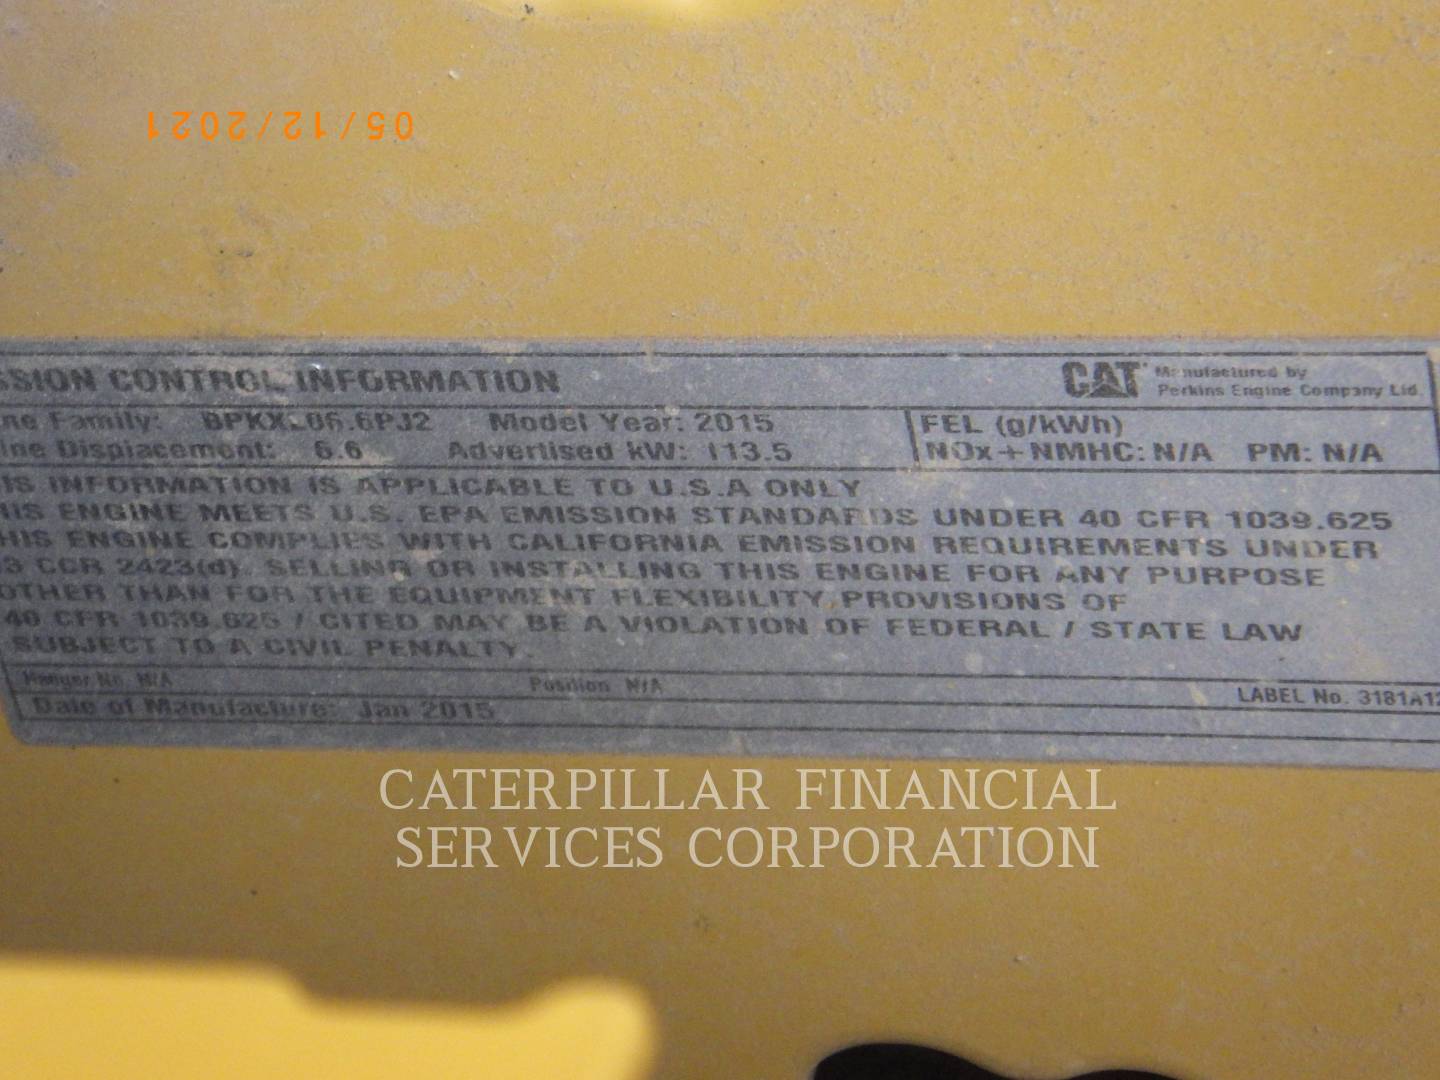 05/12/2021
SSION CONTROL INFORMATION
CAT Manufactured by
Perkins Engine Company Ltd.
ne Family: BPKXL06.6PJ2 Model Year: 2015 FEL (g/kWh)
ine Displacement: 6.6 Advertised kW: 113.5 NOx+NMHC: N/A PM: N/A
IS INFORMATION IS APPLICABLE TO U.S.A ONLY
HIS ENGINE MEETS U.S. EPA EMISSION STANDARDS UNDER 40 CFR 1039.625
HIS ENGINE COMPLIES WITH CALIFORNIA EMISSION REQUIREMENTS UNDER
3 CCR 2423(d). SELLING OR INSTALLING THIS ENGINE FOR ANY PURPOSE
OTHER THAN FOR THE EQUIPMENT FLEXIBILITY PROVISIONS OF
40 CFR 1039.625 / CITED MAY BE A VIOLATION OF FEDERAL / STATE LAW
SUBJECT TO A CIVIL PENALTY.
Hanger No. N/A Position N/A LABEL No. 3181A12
Date of Manufacture: Jan 2015
CATERPILLAR FINANCIAL
SERVICES CORPORATION